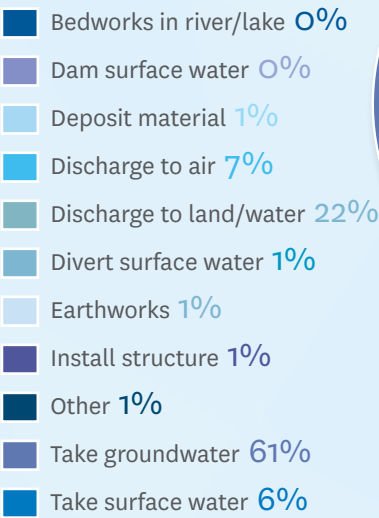 Bedworks in river/lake 0%
Dam surface water 0%
Deposit material 1%
Discharge to air 7%
Discharge to land/water 22%
Divert surface water 1%
Earthworks 1%
Install structure 1%
Other 1%
Take groundwater 61%
Take surface water 6%